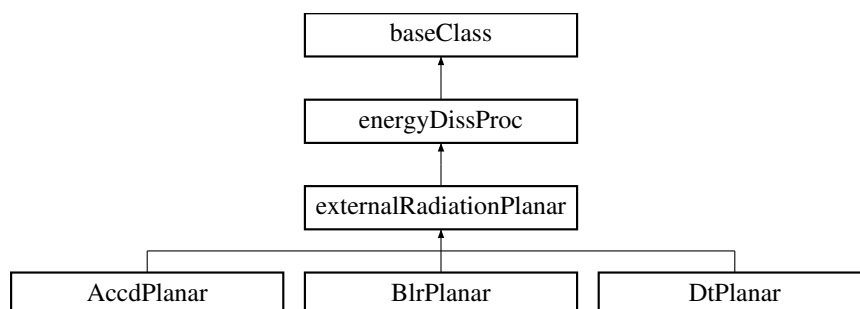 baseClass
energyDissProc
externalRadiationPlanar
AccdPlanar BlrPlanar DtPlanar